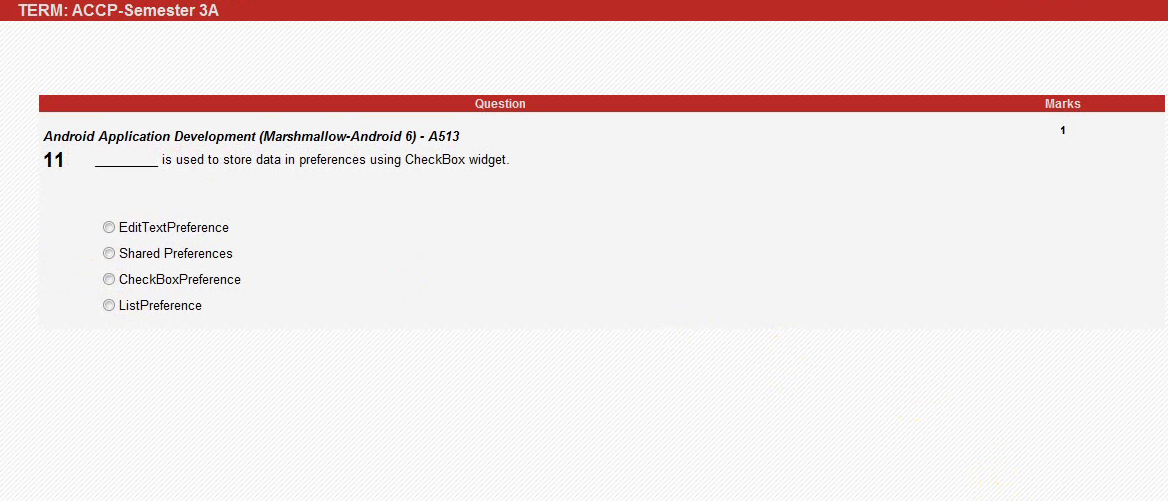 TERM: ACCP-Semester 3A
Question Marks
Android Application Development (Marshmallow-Android 6) - A513 1
11 _________ is used to store data in preferences using CheckBox widget.
EditTextPreference
Shared Preferences
CheckBoxPreference
ListPreference